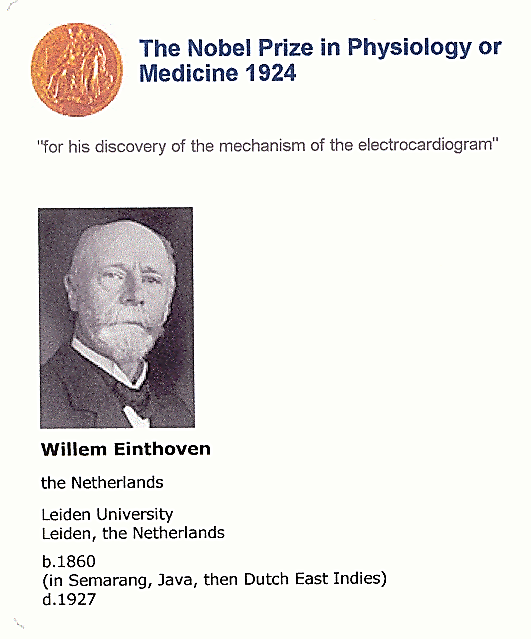 The Nobel Prize in Physiology or
Medicine 1924
"for his discovery of the mechanism of the electrocardiogram"
Willem Einthoven
the Netherlands
Leiden University
Leiden, the Netherlands
b.1860
(in Semarang, Java, then Dutch East Indies)
d.1927